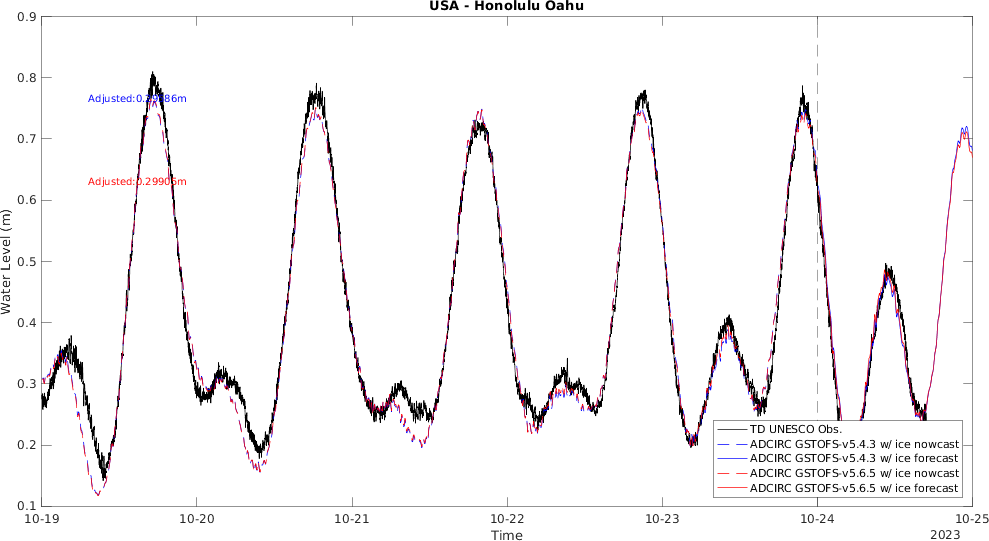 USA - Honolulu Oahu
0.9
0.8
0.7
0.6
0.5
0.4
0.3
0.2
0.1
Water Level (m)
Adjusted:0.29906m
10-19
10-20
10-21
10-22
10-23
10-24
10-25
Time
2023
TD UNESCO Obs.
ADCIRC GSTOFS-v5.4.3 w/ ice nowcast
ADCIRC GSTOFS-v5.4.3 w/ ice forecast
ADCIRC GSTOFS-v5.6.5 w/ ice nowcast
ADCIRC GSTOFS-v5.6.5 w/ ice forecast